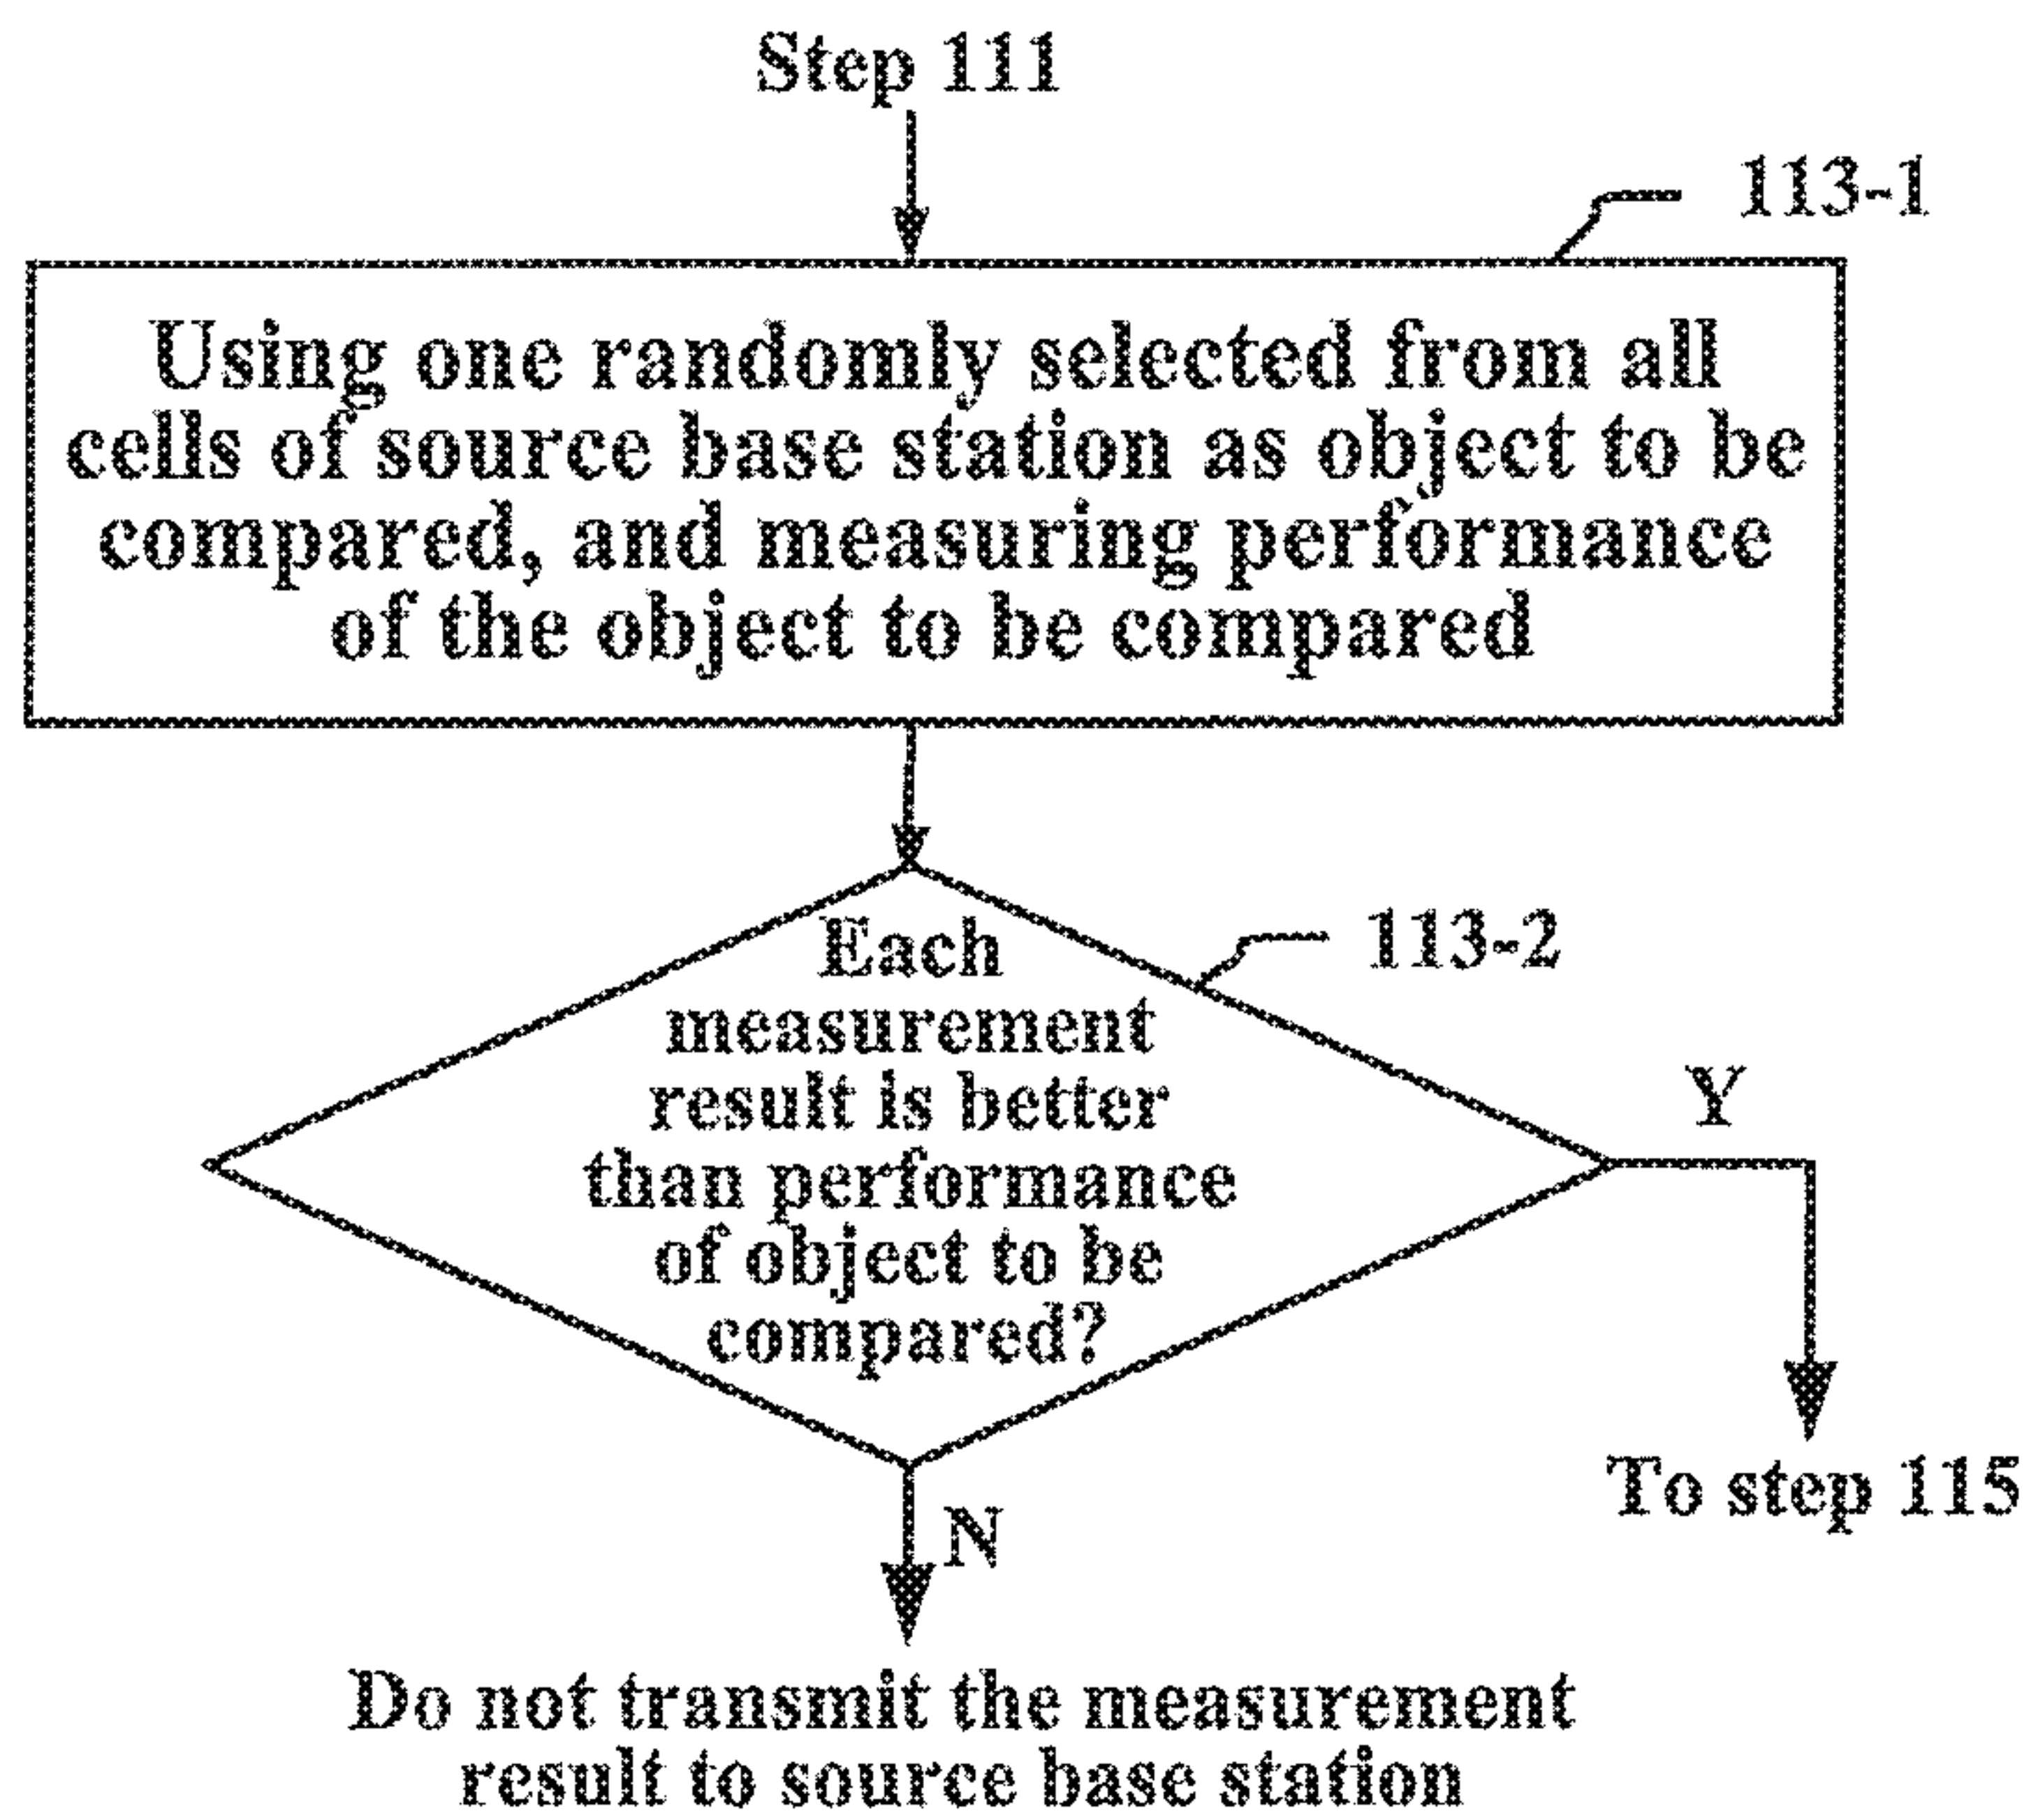 Step 111
113-1
Using one randomly selected from all
cells of source base station as object to be
compared, and measuring performance
of the object to be compared
113-2
Each
measurement
result is better
than performance
of object to be
compared?
Y
To step 115
N
Do not transmit the measurement
result to source base station